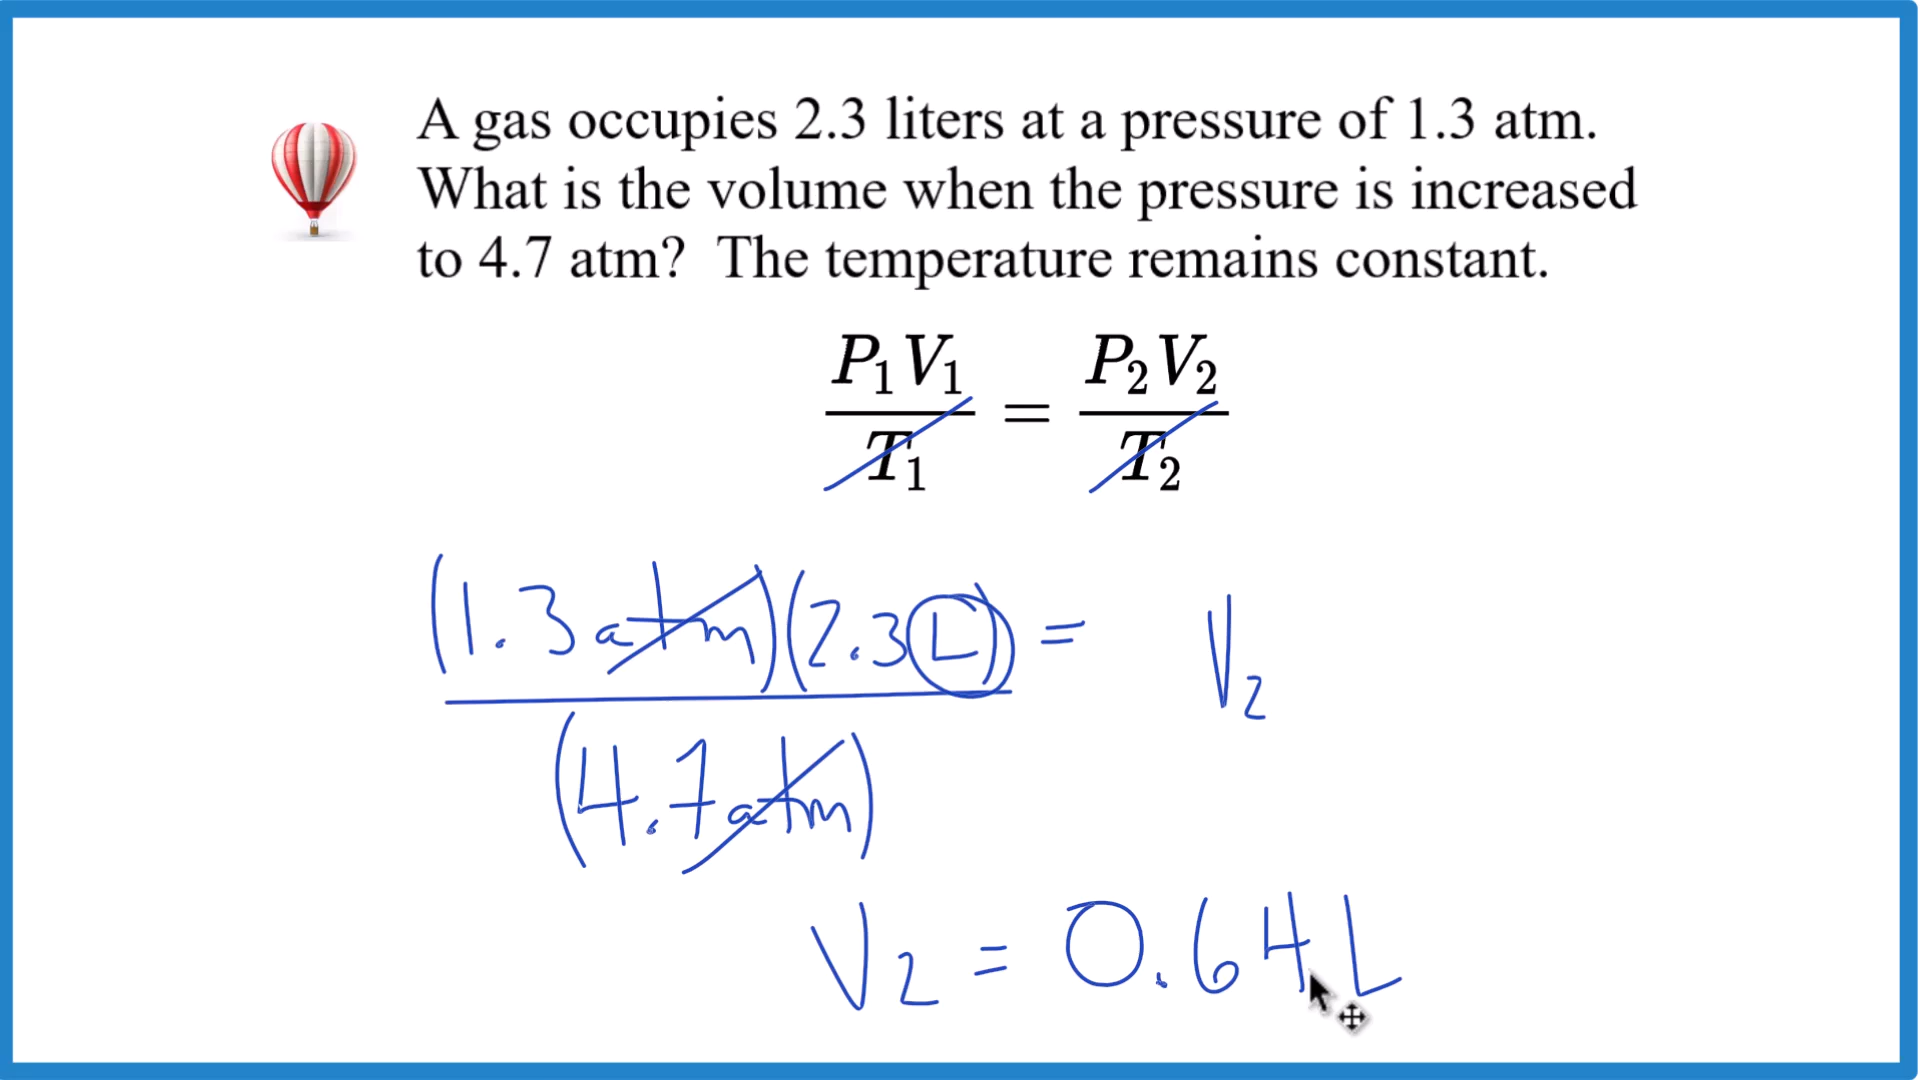 A gas occupies 2.3 liters at a pressure of 1.3 atm.
What is the volume when the pressure is increased
to 4.7 atm? The temperature remains constant.
P₁V₁/T₁ = P₂V₂/T₂
(1.3 atm)(2.3 L) = V₂
(4.7 atm)
V₂ = 0.64 L